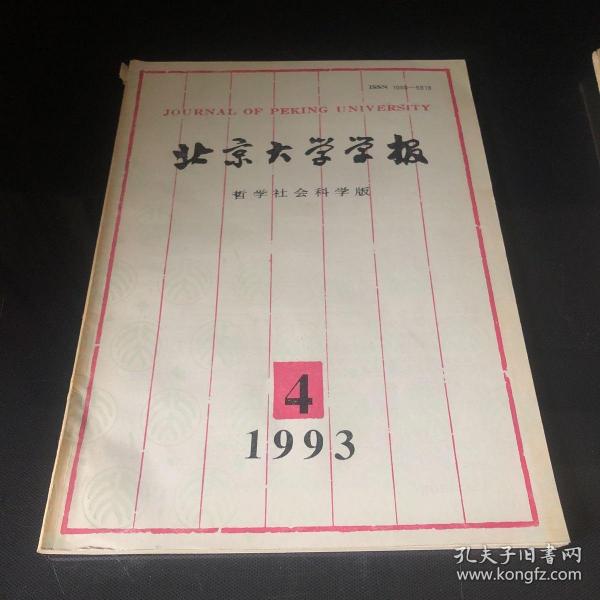 ISSN 1000—5919
JOURNAL OF PEKING UNIVERSITY
北京大学学报
哲学社会科学版
4
1993
孔夫子旧书网
www.kongfz.com